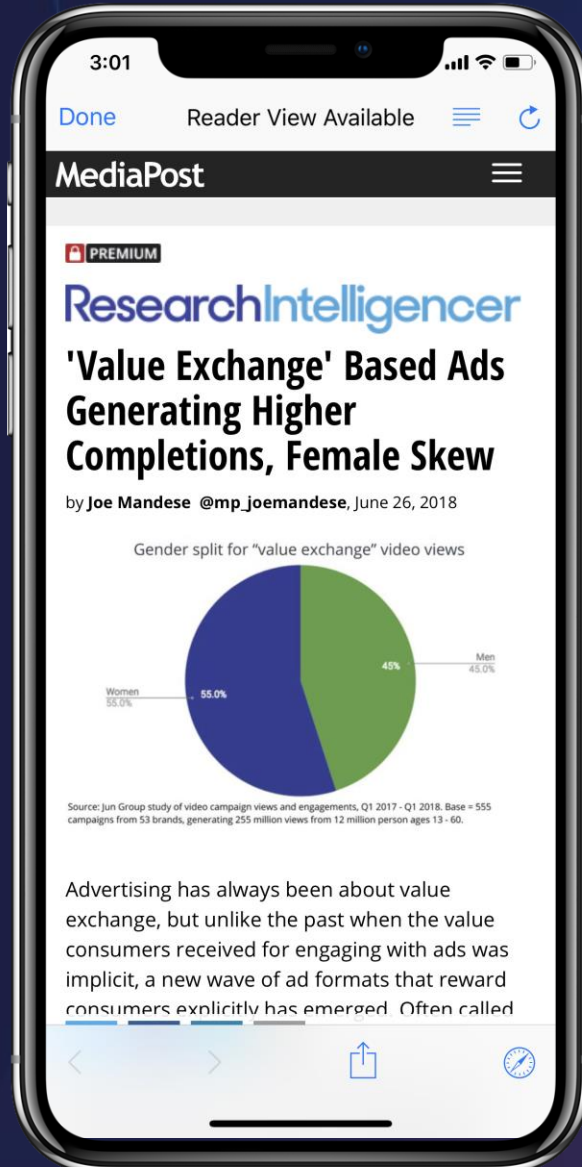 3:01
Done
Reader View Available
MediaPost
PREMIUM
ResearchIntelligencer
'Value Exchange' Based Ads
Generating Higher
Completions, Female Skew
by Joe Mandese @mp_joemandese, June 26, 2018
Gender split for “value exchange” video views
Women
55.0%
55.0%
45%
Men
45.0%
Source: Jun Group study of video campaign views and engagements, Q1 2017 - Q1 2018. Base = 555
campaigns from 53 brands, generating 255 million views from 12 million person ages 13 - 60.
Advertising has always been about value
exchange, but unlike the past when the value
consumers received for engaging with ads was
implicit, a new wave of ad formats that reward
consumers explicitly has emerged. Often called